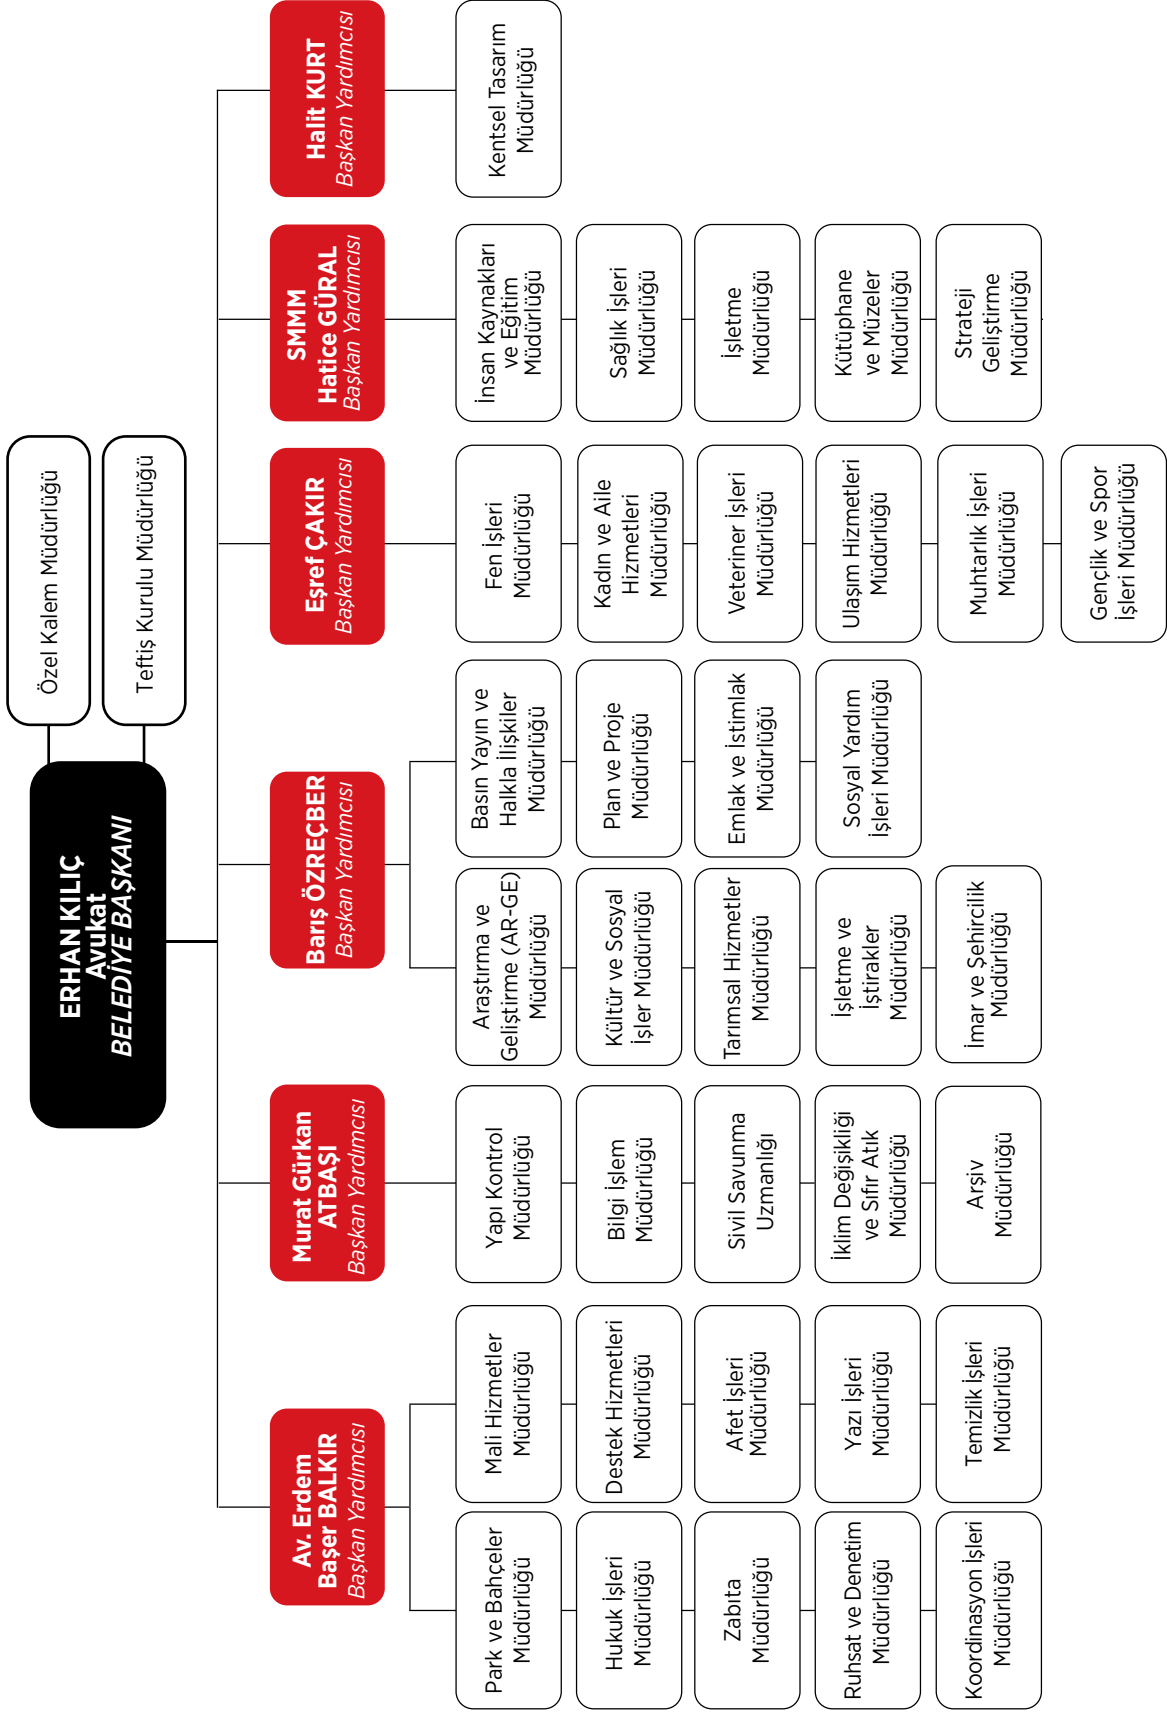 ERHAN KILIÇ
Avukat
BELEDİYE BAŞKANI
Özel Kalem Müdürlüğü
Teftiş Kurulu Müdürlüğü
Av. Erdem
Başer BALKIR
Başkan Yardımcısı
Park ve Bahçeler
Müdürlüğü
Hukuk İşleri
Müdürlüğü
Zabıta
Müdürlüğü
Ruhsat ve Denetim
Müdürlüğü
Koordinasyon İşleri
Müdürlüğü
Mali Hizmetler
Müdürlüğü
Destek Hizmetleri
Müdürlüğü
Afet İşleri
Müdürlüğü
Yazı İşleri
Müdürlüğü
Temizlik İşleri
Müdürlüğü
Murat Gürkan
ATBAŞI
Başkan Yardımcısı
Yapı Kontrol
Müdürlüğü
Bilgi İşlem
Müdürlüğü
Sivil Savunma
Uzmanlığı
İklim Değişikliği
ve Sıfır Atık
Müdürlüğü
Arşiv
Müdürlüğü
Barış ÖZREÇBER
Başkan Yardımcısı
Araştırma ve
Geliştirme (AR-GE)
Müdürlüğü
Kültür ve Sosyal
İşler Müdürlüğü
Tarımsal Hizmetler
Müdürlüğü
İşletme ve
İştirakler
Müdürlüğü
İmar ve Şehircilik
Müdürlüğü
Basın Yayın ve
Halkla İlişkiler
Müdürlüğü
Plan ve Proje
Müdürlüğü
Emlak ve İstimlak
Müdürlüğü
Sosyal Yardım
İşleri Müdürlüğü
Eşref ÇAKIR
Başkan Yardımcısı
Fen İşleri
Müdürlüğü
Kadın ve Aile
Hizmetleri
Müdürlüğü
Veteriner İşleri
Müdürlüğü
Ulaşım Hizmetleri
Müdürlüğü
Muhtarlık İşleri
Müdürlüğü
Gençlik ve Spor
İşleri Müdürlüğü
SMMM
Hatice GÜRAL
Başkan Yardımcısı
İnsan Kaynakları
ve Eğitim
Müdürlüğü
Sağlık İşleri
Müdürlüğü
İşletme
Müdürlüğü
Kütüphane
ve Müzeler
Müdürlüğü
Strateji
Geliştirme
Müdürlüğü
Halit KURT
Başkan Yardımcısı
Kentsel Tasarım
Müdürlüğü